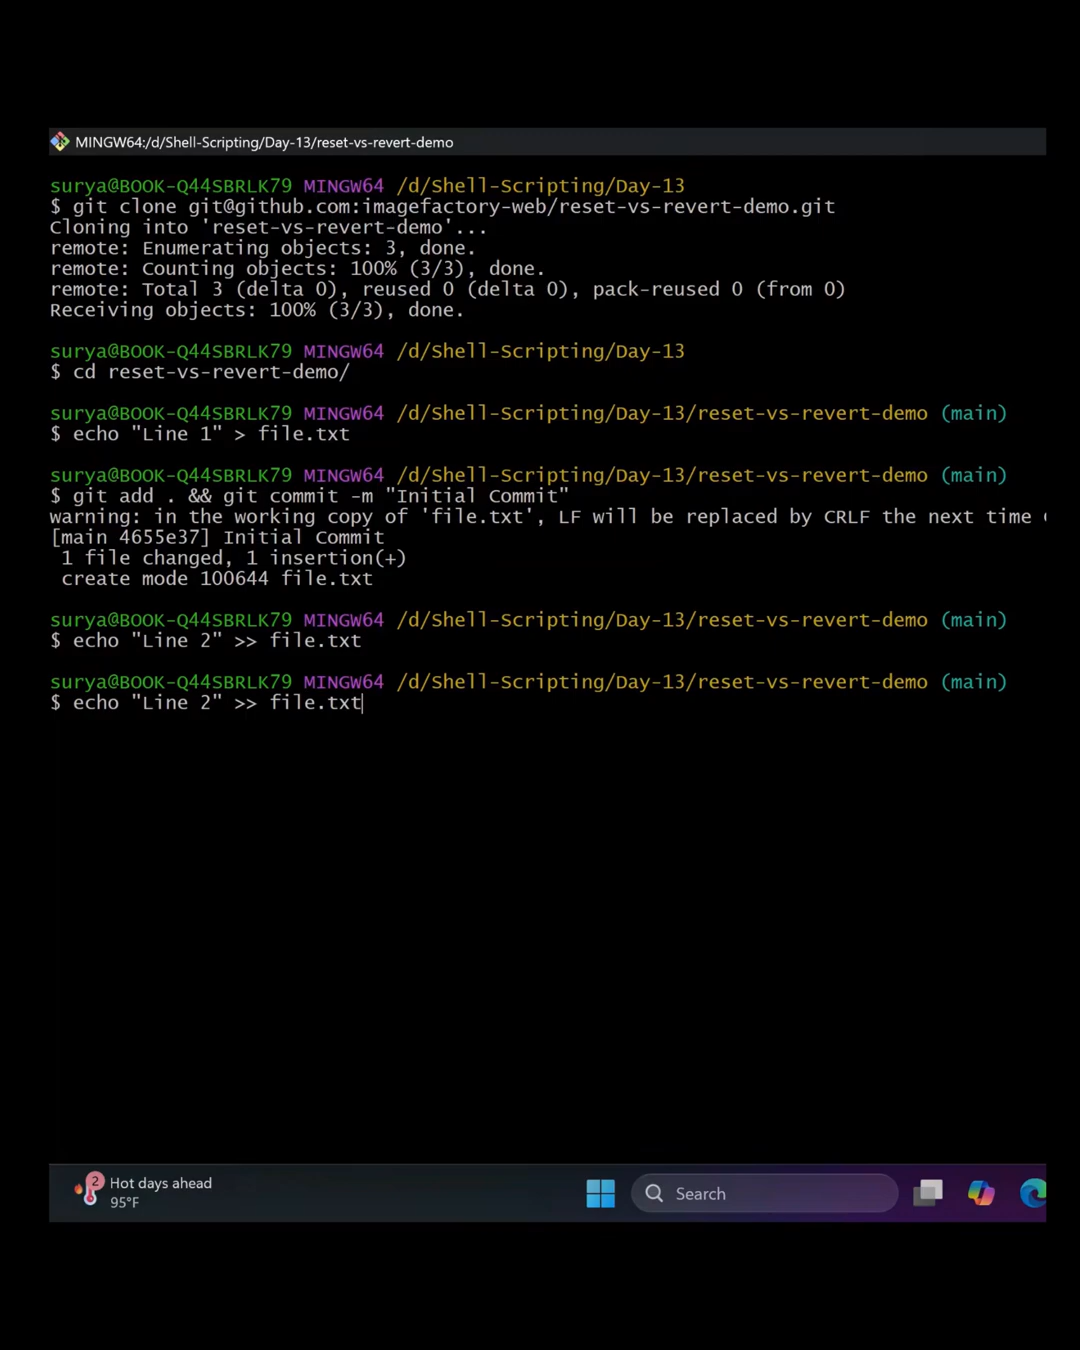 MINGW64:/d/Shell-Scripting/Day-13/reset-vs-revert-demo
surya@BOOK-Q44SBRLK79 MINGW64 /d/Shell-Scripting/Day-13
$ git clone git@github.com:imagefactory-web/reset-vs-revert-demo.git
Cloning into 'reset-vs-revert-demo'...
remote: Enumerating objects: 3, done.
remote: Counting objects: 100% (3/3), done.
remote: Total 3 (delta 0), reused 0 (delta 0), pack-reused 0 (from 0)
Receiving objects: 100% (3/3), done.
surya@BOOK-Q44SBRLK79 MINGW64 /d/Shell-Scripting/Day-13
$ cd reset-vs-revert-demo/
surya@BOOK-Q44SBRLK79 MINGW64 /d/Shell-Scripting/Day-13/reset-vs-revert-demo (main)
$ echo "Line 1" > file.txt
surya@BOOK-Q44SBRLK79 MINGW64 /d/Shell-Scripting/Day-13/reset-vs-revert-demo (main)
$ git add . && git commit -m "Initial Commit"
warning: in the working copy of 'file.txt', LF will be replaced by CRLF the next time
[main 4655e37] Initial Commit
1 file changed, 1 insertion(+)
create mode 100644 file.txt
surya@BOOK-Q44SBRLK79 MINGW64 /d/Shell-Scripting/Day-13/reset-vs-revert-demo (main)
$ echo "Line 2" >> file.txt
surya@BOOK-Q44SBRLK79 MINGW64 /d/Shell-Scripting/Day-13/reset-vs-revert-demo (main)
$ echo "Line 2" >> file.txt
2
Hot days ahead
95°F
Search